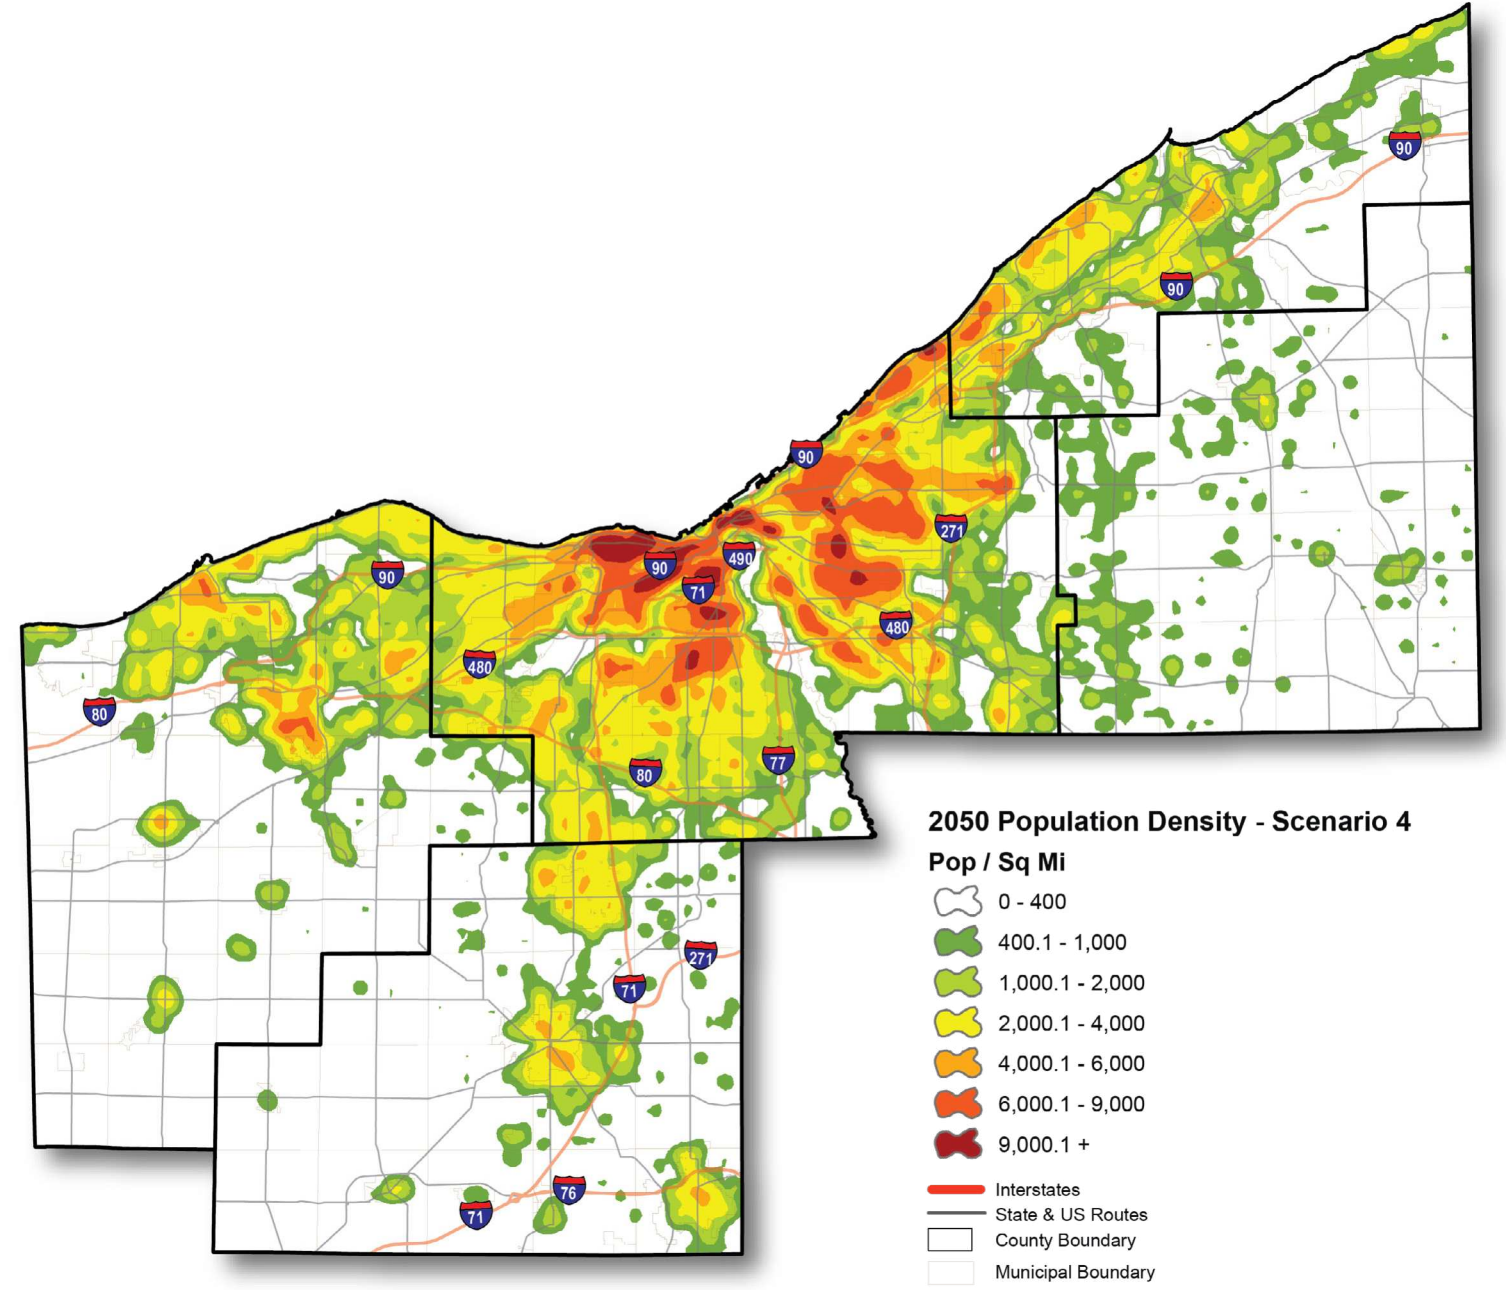 90
90
90
271
90
490
90
71
480
480
80
80
77
271
71
76
71
2050 Population Density - Scenario 4
Pop / Sq Mi
0 - 400
400.1 - 1,000
1,000.1 - 2,000
2,000.1 - 4,000
4,000.1 - 6,000
6,000.1 - 9,000
9,000.1 +
Interstates
State & US Routes
County Boundary
Municipal Boundary